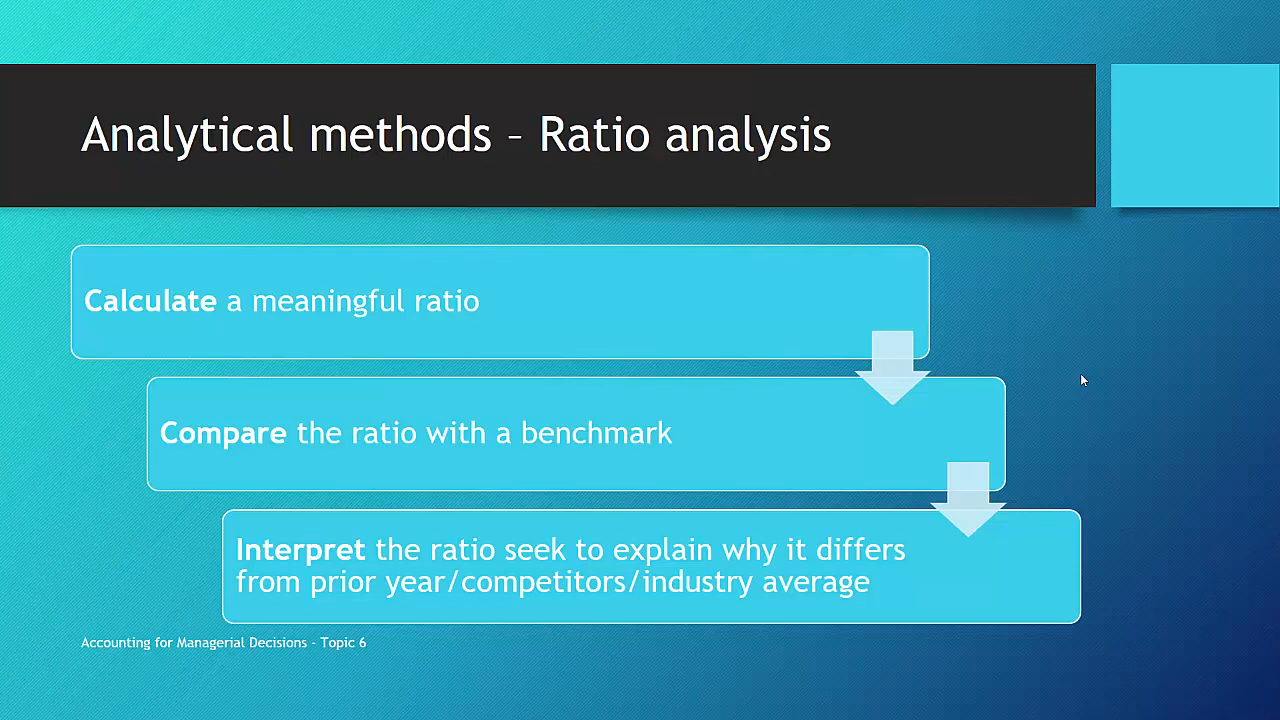 Analytical methods – Ratio analysis
Calculate a meaningful ratio
Compare the ratio with a benchmark
Interpret the ratio seek to explain why it differs
from prior year/competitors/industry average
Accounting for Managerial Decisions - Topic 6